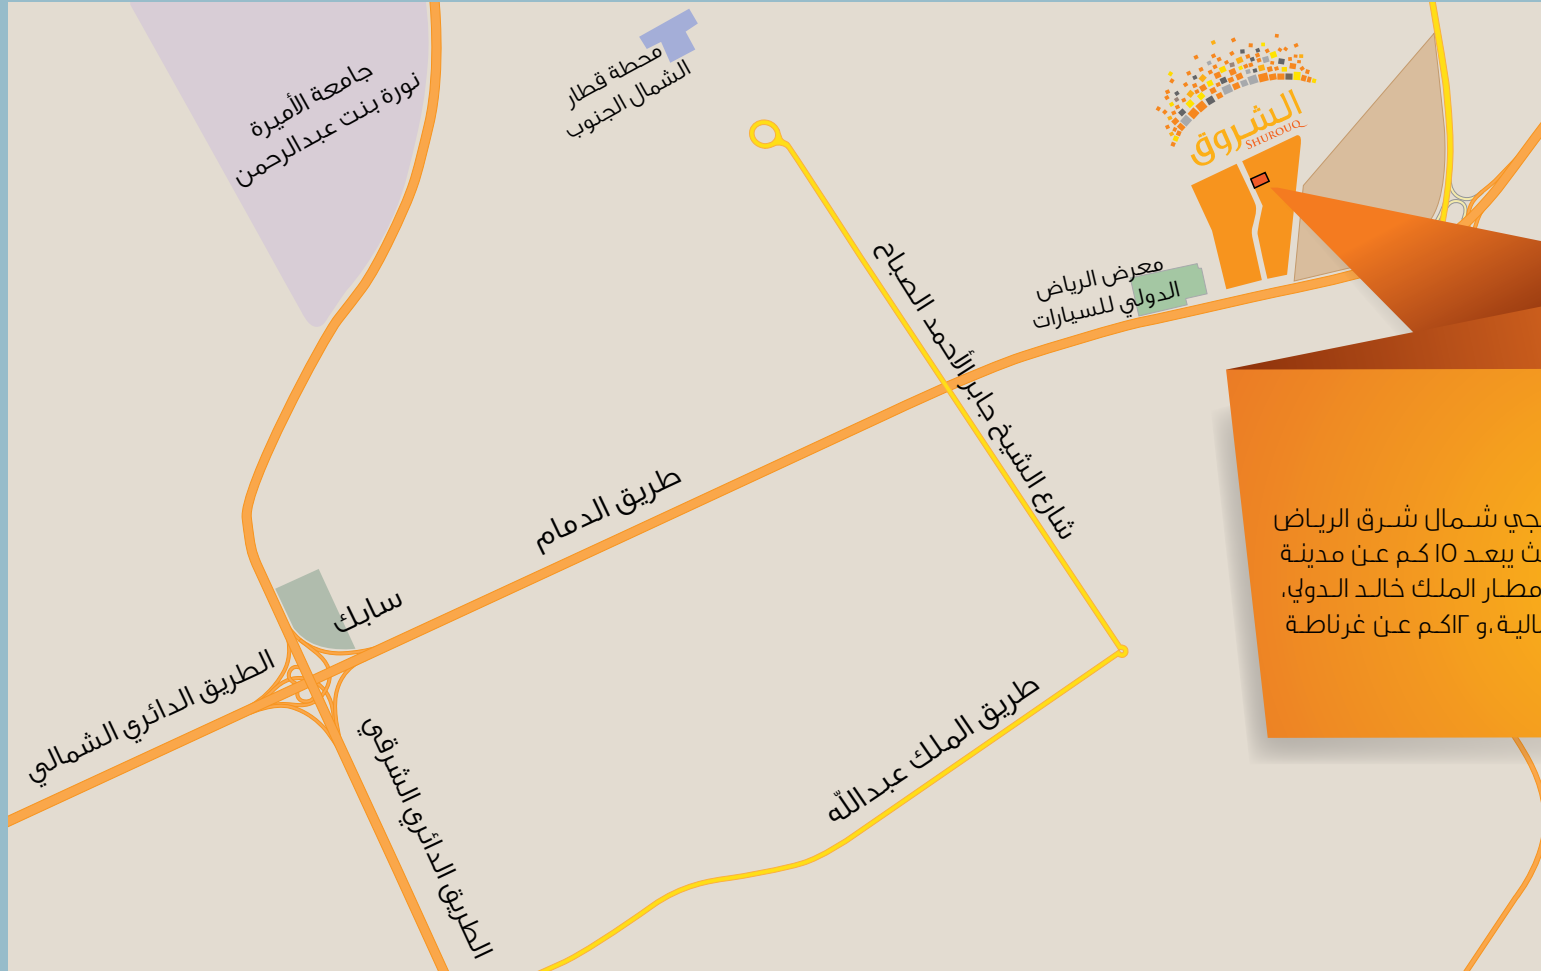 جامعة الأميرة
نورة بنت عبدالرحمن
محطة قطار
الشمال الجنوب
الشروق
SHUROUQ
معرض الرياض
الدولي للسيارات
شارع الشيخ جابر الأحمد الصباح
طريق الدمام
سابك
الطريق الدائري الشمالي
الطريق الدائري الشرقي
طريق الملك عبدالله
شمال شرق الرياض
يبعد ١٥ كم عن مدينة
مطار الملك خالد الدولي،
و ١٢كم عن غرناطة